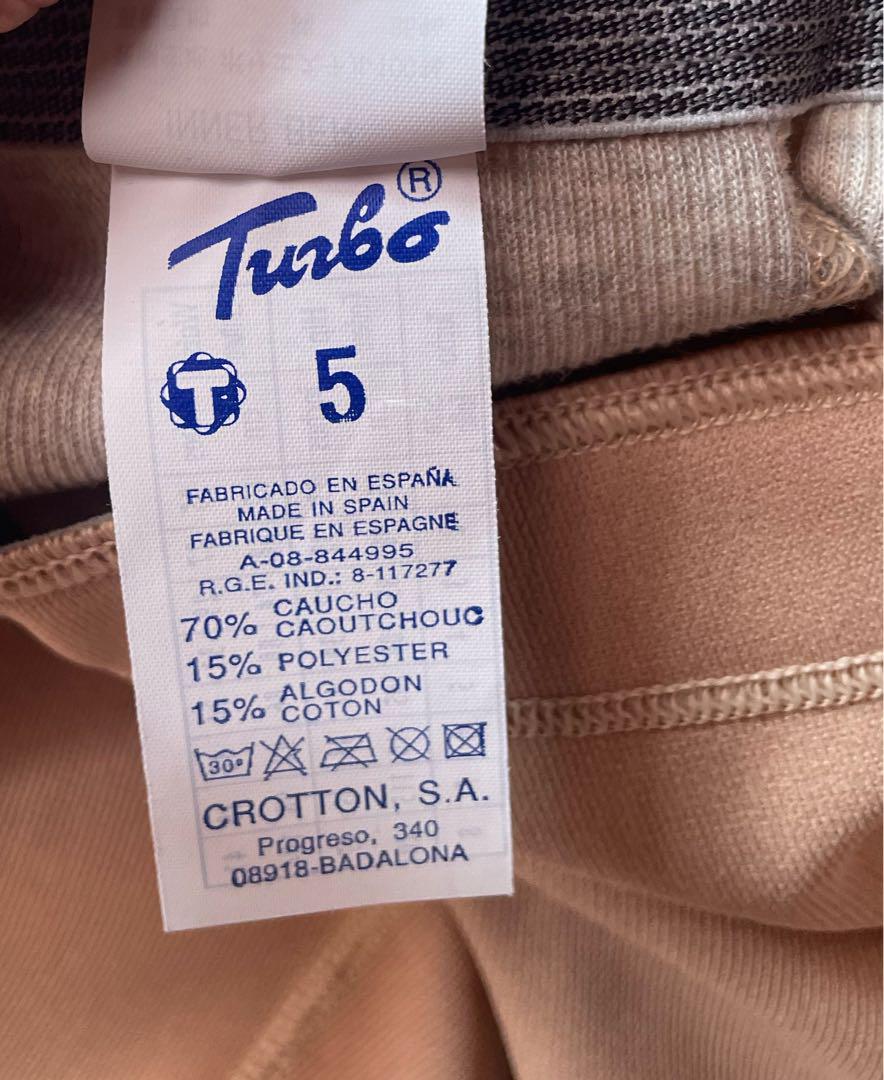 Turbo ®
T 5
FABRICADO EN ESPAÑA
MADE IN SPAIN
FABRIQUE EN ESPAGNE
A-08-844995
R.G.E. IND.: 8-117277
70% CAUCHO
CAOUTCHOUC
15% POLYESTER
15% ALGODON
COTON
30°
CROTTON, S.A.
Progreso, 340
08918-BADALONA